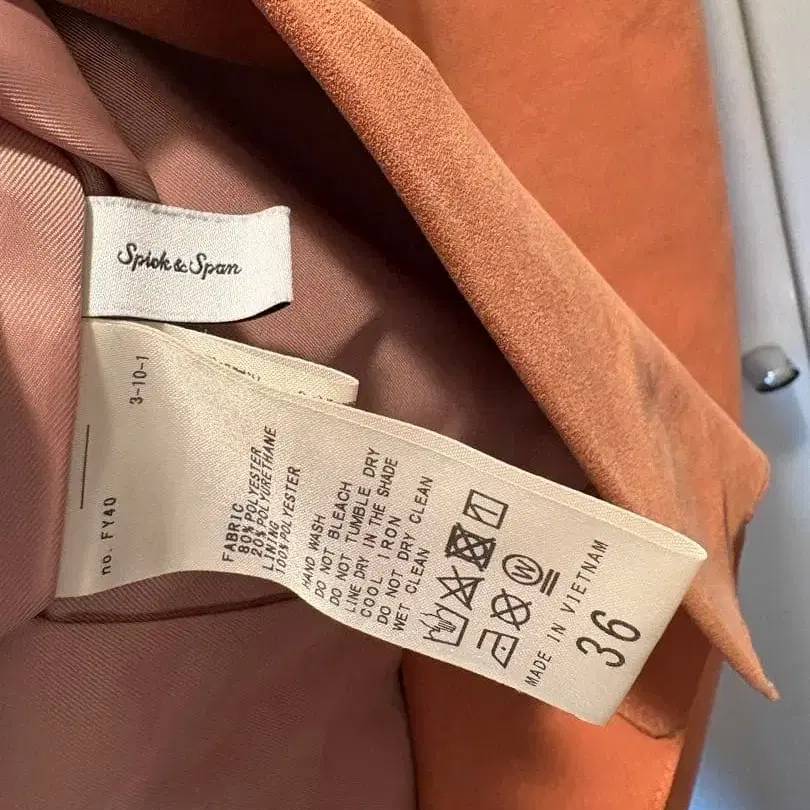 Spick & Span
3-10-1
no. FY40
FABRIC
80% POLYESTER
20% POLYURETHANE
LINING
100% POLYESTER
HAND WASH
DO NOT BLEACH
DO NOT TUMBLE DRY
LINE DRY IN THE SHADE
COOL IRON
DO NOT DRY CLEAN
WET CLEAN
W
MADE IN VIETNAM
36